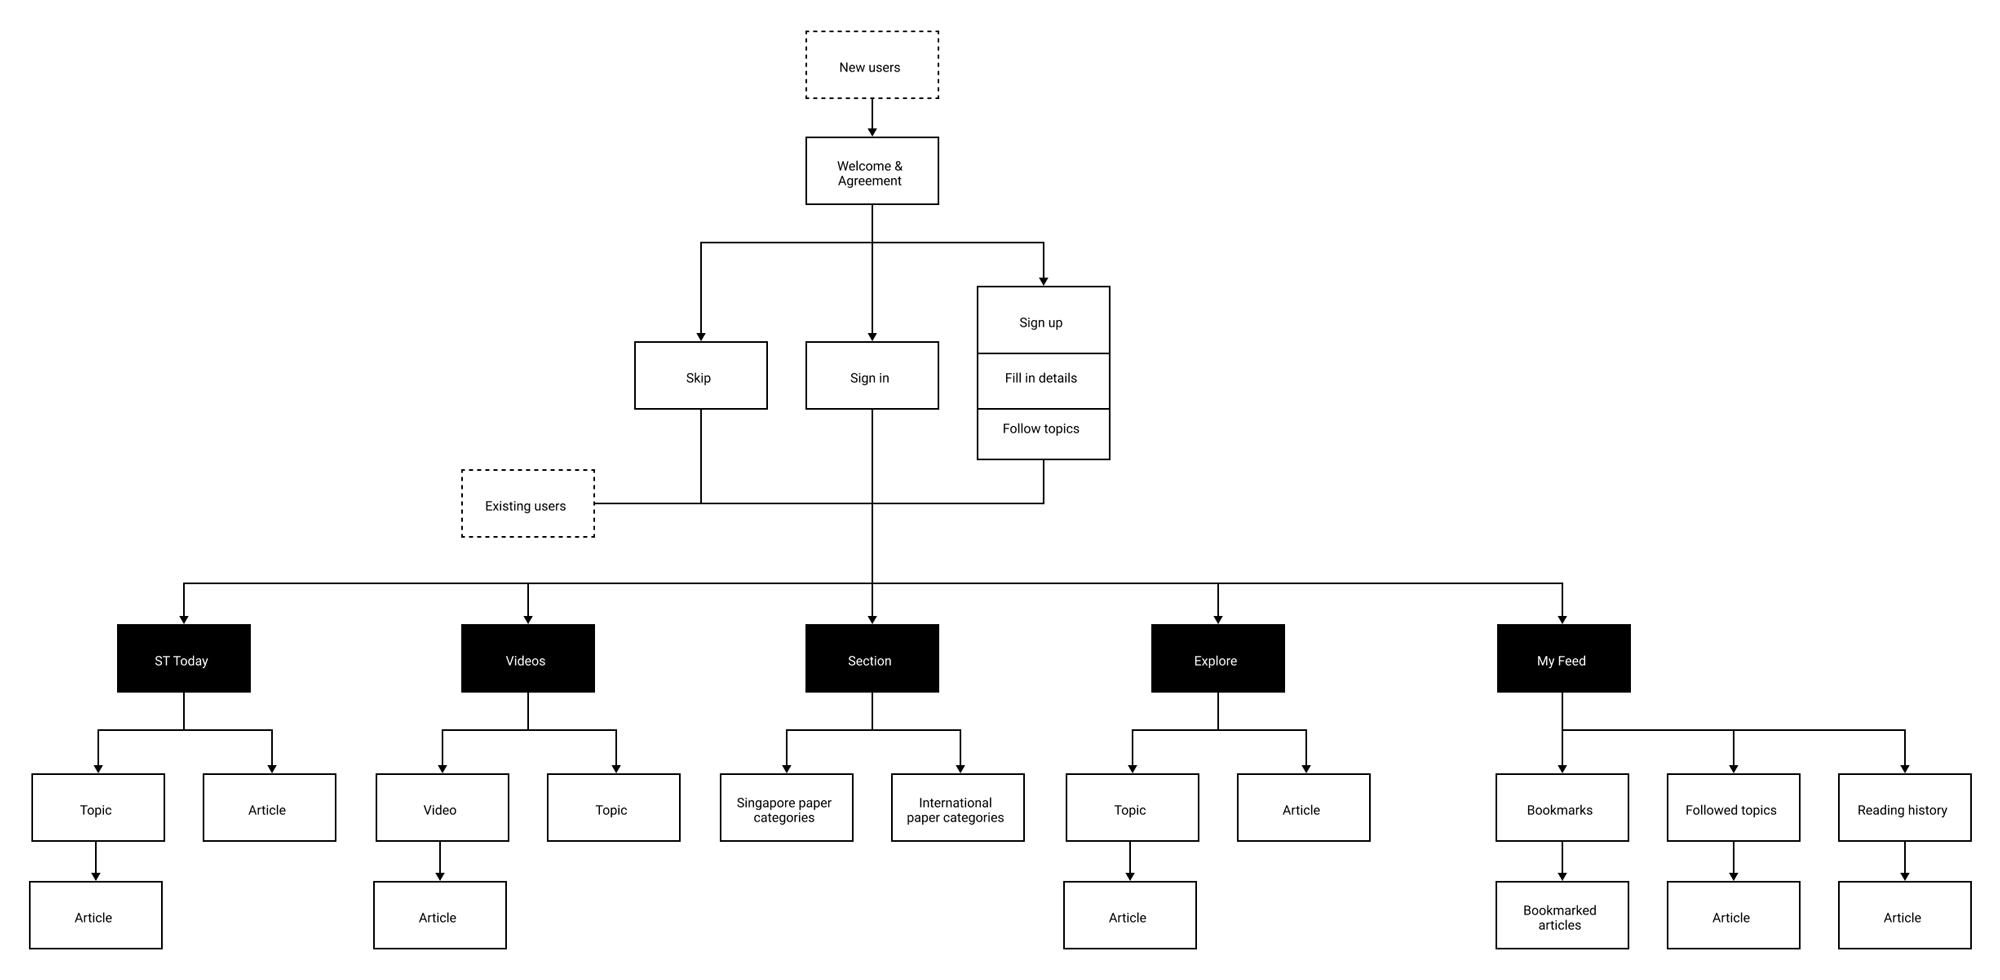 New users
Welcome &
Agreement
Sign up
Skip
Sign in
Fill in details
Follow topics
Existing users
ST Today
Videos
Section
Explore
My Feed
Topic
Article
Video
Topic
Singapore paper
categories
International
paper categories
Topic
Article
Bookmarks
Followed topics
Reading history
Article
Article
Article
Bookmarked
articles
Article
Article